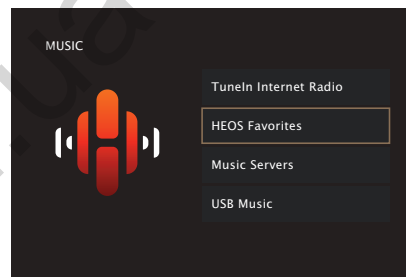 MUSIC
TuneIn Internet Radio
HEOS Favorites
Music Servers
USB Music